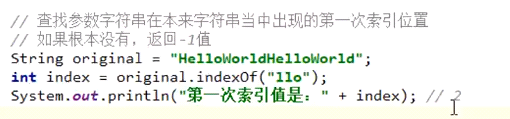 // 查找参数字符串在本来字符串当中出现的第一次索引位置
// 如果根本没有，返回-1值
String original = "HelloWorldHelloWorld";
int index = original.indexOf("llo");
System.out.println("第一次索引值是：" + index); // 2